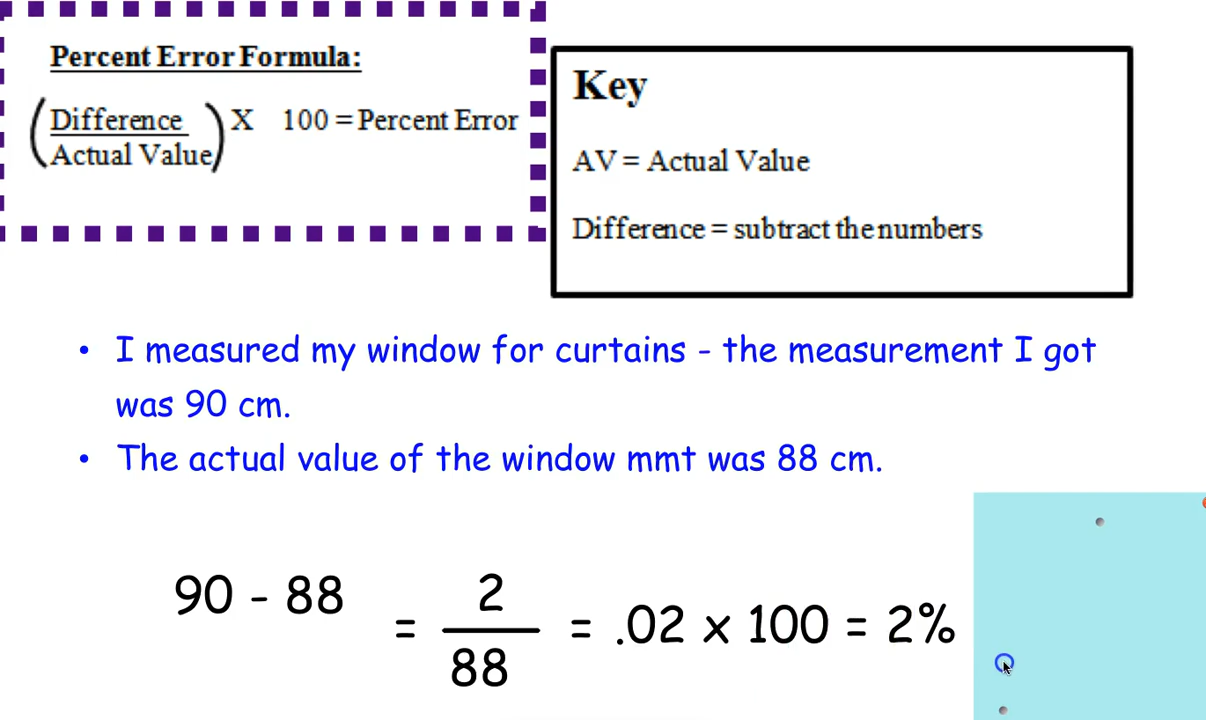 Percent Error Formula:
(Difference
Actual Value) X 100 = Percent Error
Key
AV = Actual Value
Difference = subtract the numbers
• I measured my window for curtains - the measurement I got
was 90 cm.
• The actual value of the window mmt was 88 cm.
90 - 88 = 2
88 = .02 x 100 = 2%